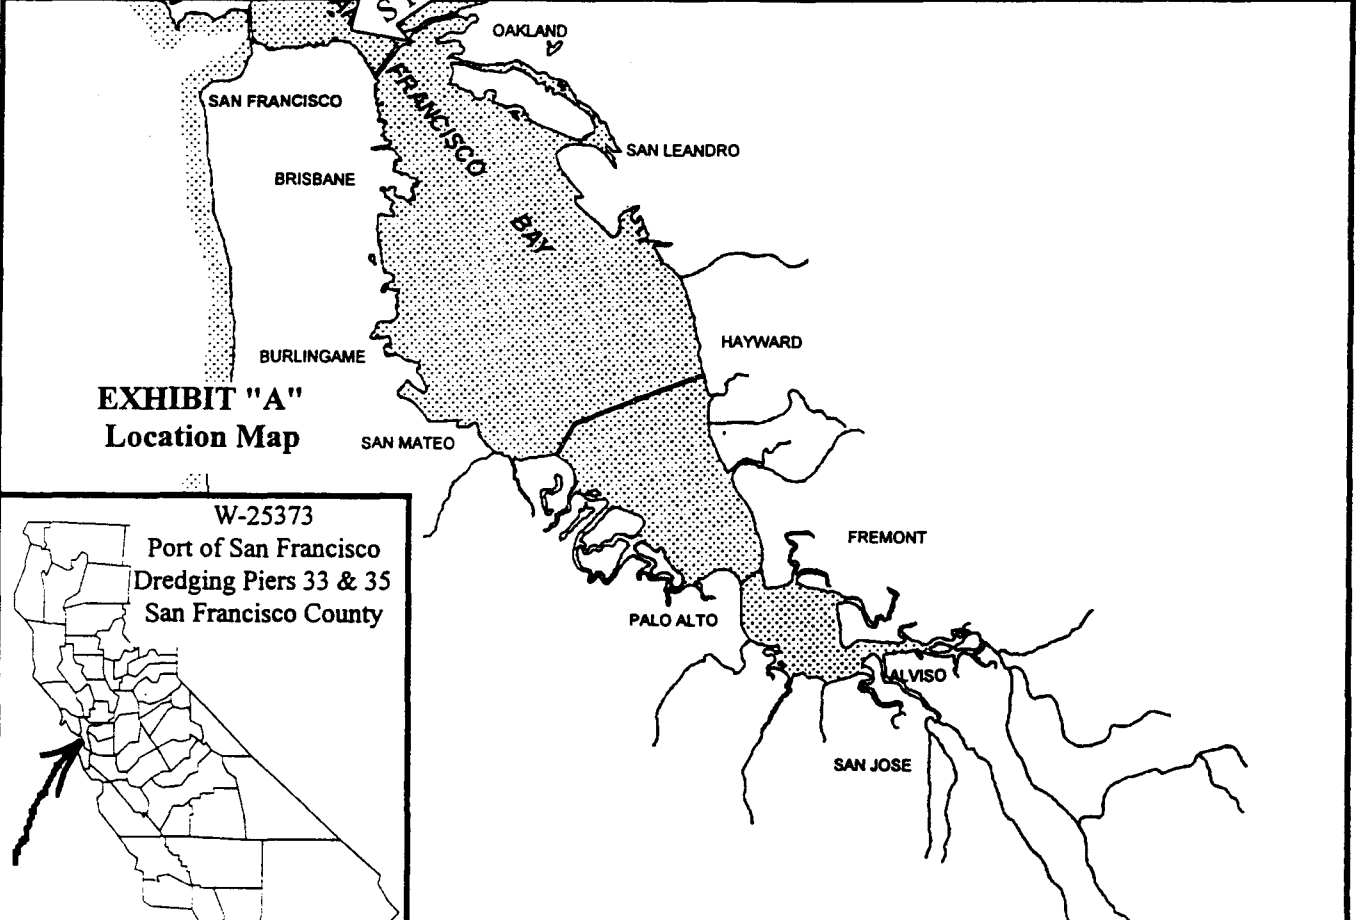 OAKLAND
SAN FRANCISCO
FRANCISCO
SAN LEANDRO
BRISBANE
BAY
HAYWARD
BURLINGAME
EXHIBIT "A"
Location Map
SAN MATEO
W-25373
Port of San Francisco
Dredging Piers 33 & 35
San Francisco County
FREMONT
PALO ALTO
ALVISO
SAN JOSE